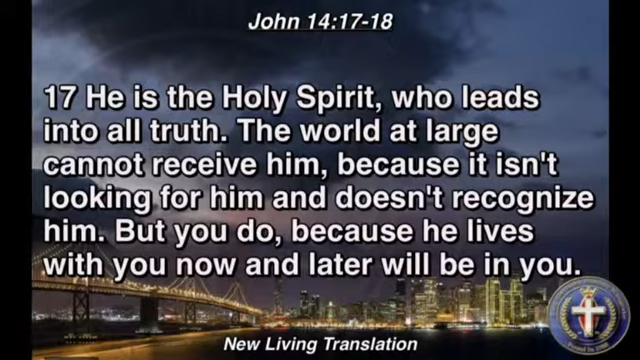 John 14:17-18
17 He is the Holy Spirit, who leads
into all truth. The world at large
cannot receive him, because it isn't
looking for him and doesn't recognize
him. But you do, because he lives
with you now and later will be in you.
New Living Translation